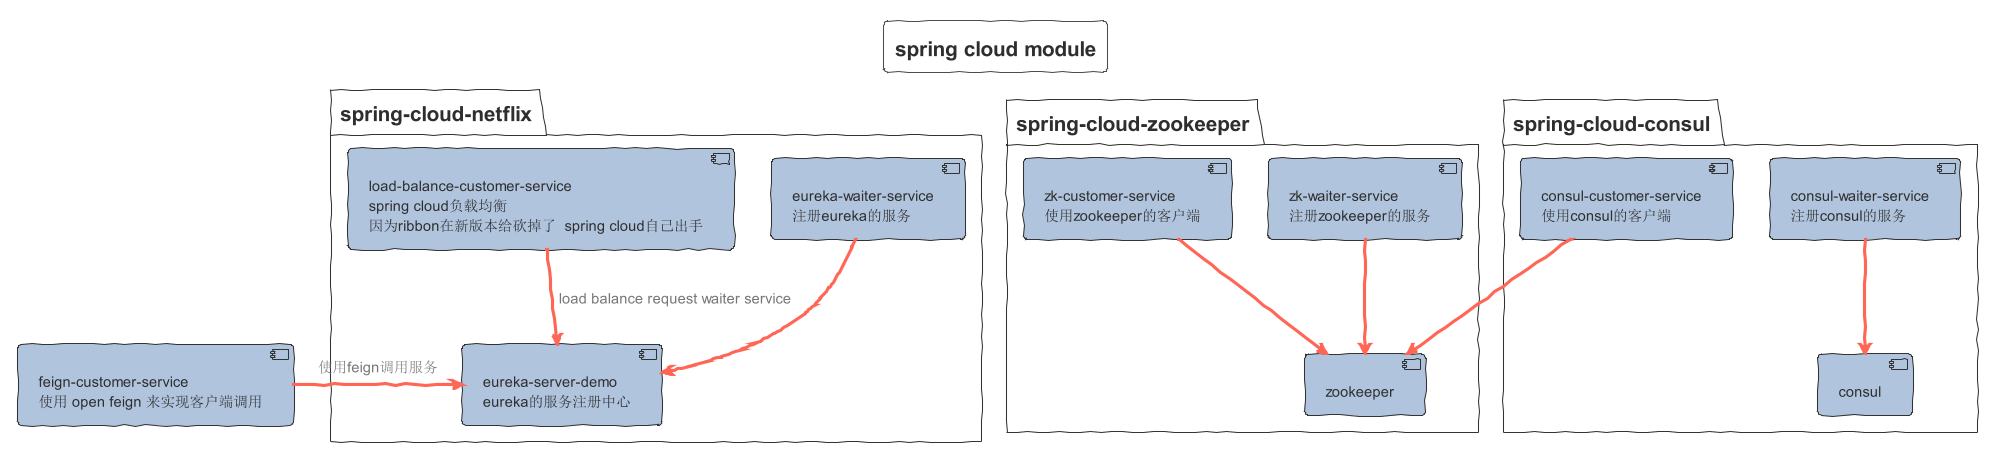 spring cloud module
spring-cloud-netflix
load-balance-customer-service
spring cloud负载均衡
因为ribbon在新版本给砍掉了 spring cloud自己出手
eureka-waiter-service
注册eureka的服务
load balance request waiter service
feign-customer-service
使用 open feign 来实现客户端调用
使用feign调用服务
eureka-server-demo
eureka的服务注册中心
spring-cloud-zookeeper
zk-customer-service
使用zookeeper的客户端
zk-waiter-service
注册zookeeper的服务
zookeeper
spring-cloud-consul
consul-customer-service
使用consul的客户端
consul-waiter-service
注册consul的服务
consul